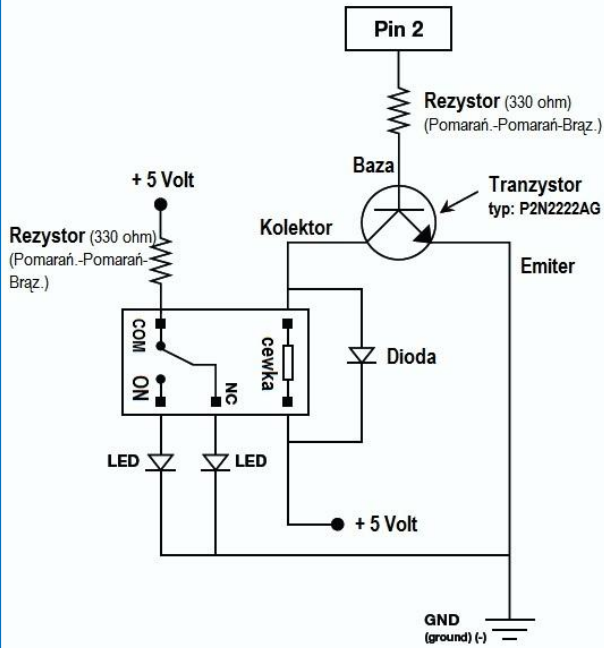 Pin 2
Rezystor (330 ohm)
(Pomarań.-Pomarań-Brąz.)
Baza
+ 5 Volt
Tranzystor
typ: P2N2222AG
Kolektor
Rezystor (330 ohm)
(Pomarań.-Pomarań-
Brąz.)
Emiter
COM
cewka
Dioda
ON
NC
LED
LED
+ 5 Volt
GND
(ground) (-)